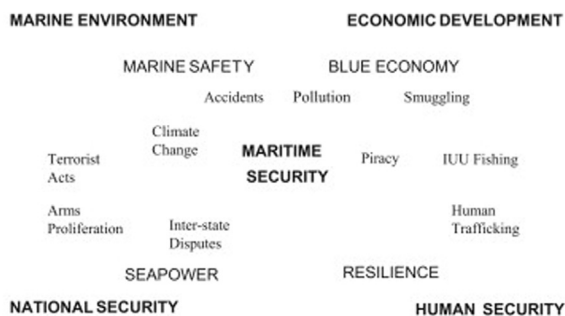 MARINE ENVIRONMENT
ECONOMIC DEVELOPMENT
MARINE SAFETY
BLUE ECONOMY
Accidents
Pollution
Smuggling
Climate
Change
MARITIME
SECURITY
Piracy
IUU Fishing
Terrorist
Acts
Arms
Proliferation
Inter-state
Disputes
Human
Trafficking
SEAPOWER
RESILIENCE
NATIONAL SECURITY
HUMAN SECURITY